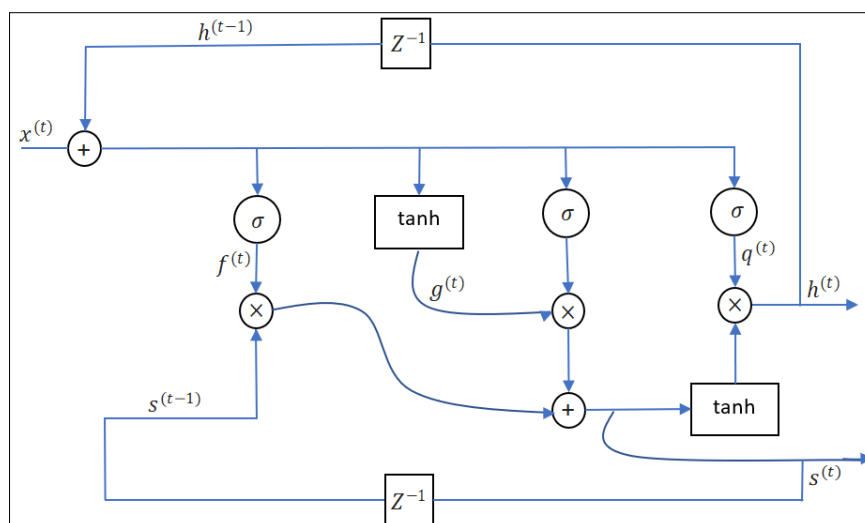 h^(t−1)
Z^−1
x^(t)
+
σ
tanh
σ
σ
f^(t)
g^(t)
q^(t)
×
×
×
h^(t)
s^(t−1)
+
tanh
Z^−1
s^(t)